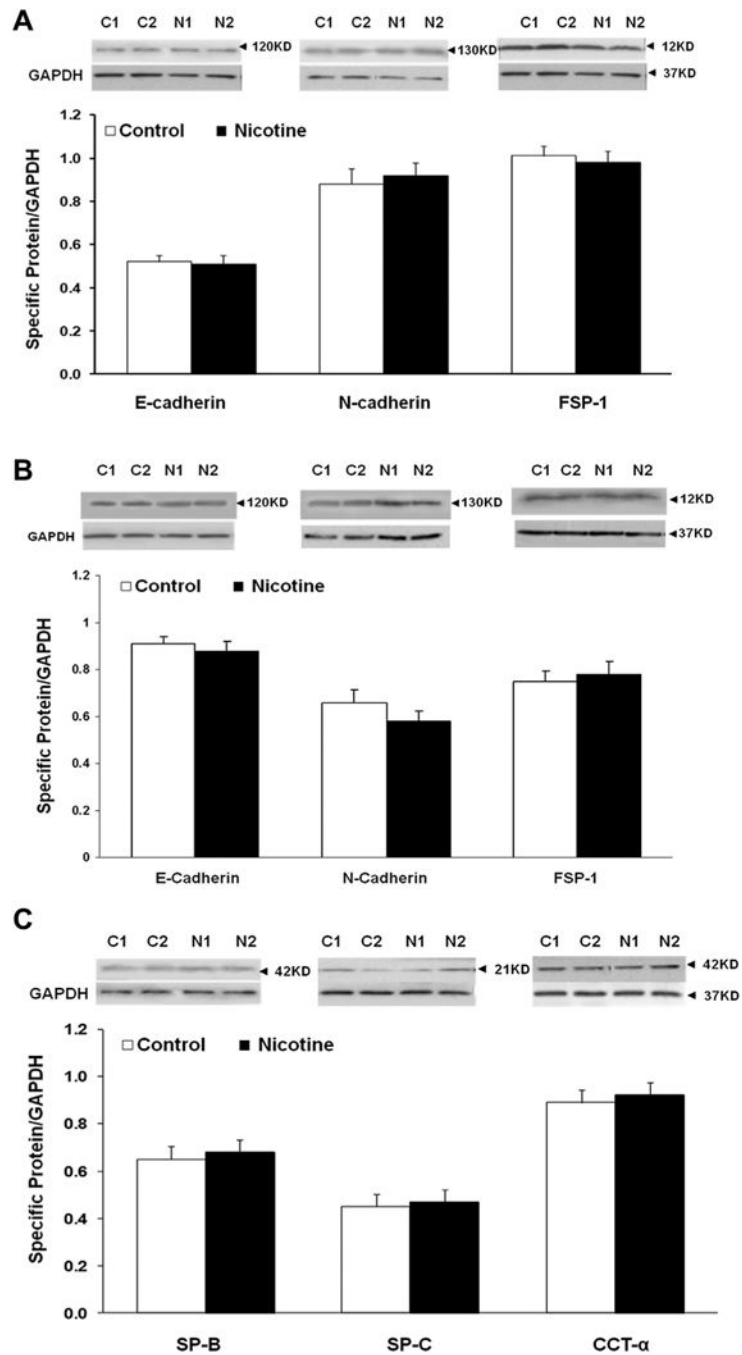 A
C1 C2 N1 N2 C1 C2 N1 N2 C1 C2 N1 N2
120KD 130KD 12KD
GAPDH 37KD
Control Nicotine
Specific Protein/GAPDH
1.2
1.0
0.8
0.6
0.4
0.2
0.0
E-cadherin N-cadherin FSP-1
B
C1 C2 N1 N2 C1 C2 N1 N2 C1 C2 N1 N2
120KD 130KD 12KD
GAPDH 37KD
Control Nicotine
Specific Protein/GAPDH
1.2
1
0.8
0.6
0.4
0.2
0
E-Cadherin N-Cadherin FSP-1
C
C1 C2 N1 N2 C1 C2 N1 N2 C1 C2 N1 N2
42KD 21KD 42KD
GAPDH 37KD
Control Nicotine
Specific Protein/GAPDH
1.2
1.0
0.8
0.6
0.4
0.2
0.0
SP-B SP-C CCT-α